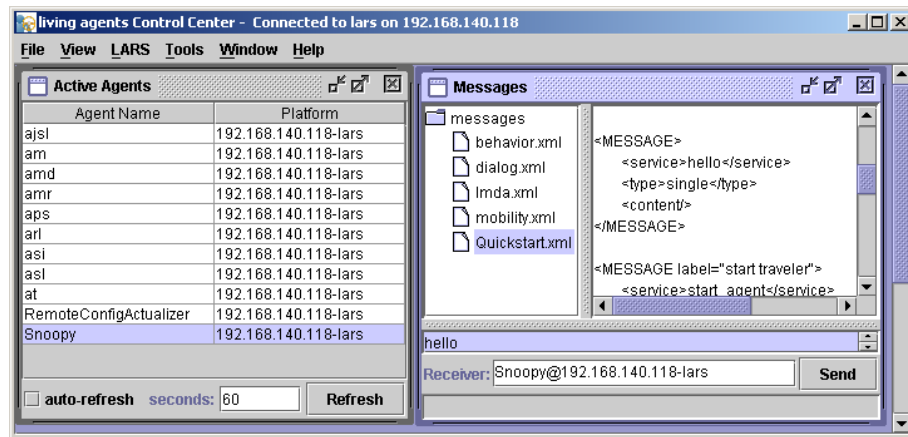 living agents Control Center - Connected to lars on 192.168.140.118
File View LARS Tools Window Help
Active Agents
Agent Name Platform
ajsl 192.168.140.118-lars
am 192.168.140.118-lars
amd 192.168.140.118-lars
amr 192.168.140.118-lars
aps 192.168.140.118-lars
arl 192.168.140.118-lars
asi 192.168.140.118-lars
asl 192.168.140.118-lars
at 192.168.140.118-lars
RemoteConfigActualizer 192.168.140.118-lars
Snoopy 192.168.140.118-lars
auto-refresh seconds: 60 Refresh
Messages
messages
behavior.xml
dialog.xml
lmda.xml
mobility.xml
Quickstart.xml
<MESSAGE>
<service>hello</service>
<type>single</type>
<content/>
</MESSAGE>
<MESSAGE label="start traveler">
<service>start_agent</service>
hello
Receiver: Snoopy@192.168.140.118-lars Send